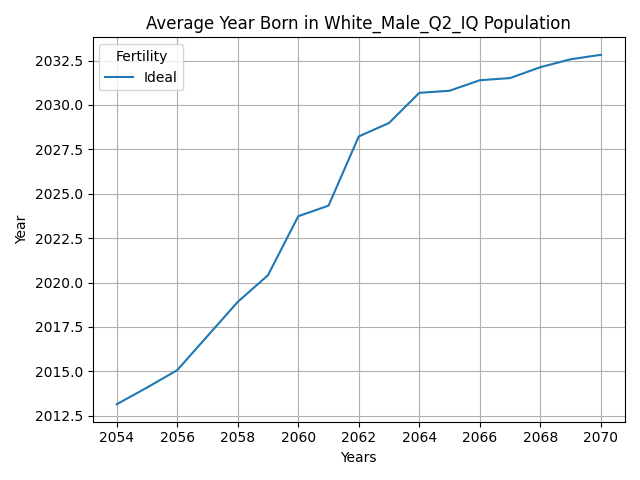 Average Year Born in White_Male_Q2_IQ Population
Fertility
Ideal
2032.5
2030.0
2027.5
2025.0
2022.5
2020.0
2017.5
2015.0
2012.5
Year
2054 2056 2058 2060 2062 2064 2066 2068 2070
Years